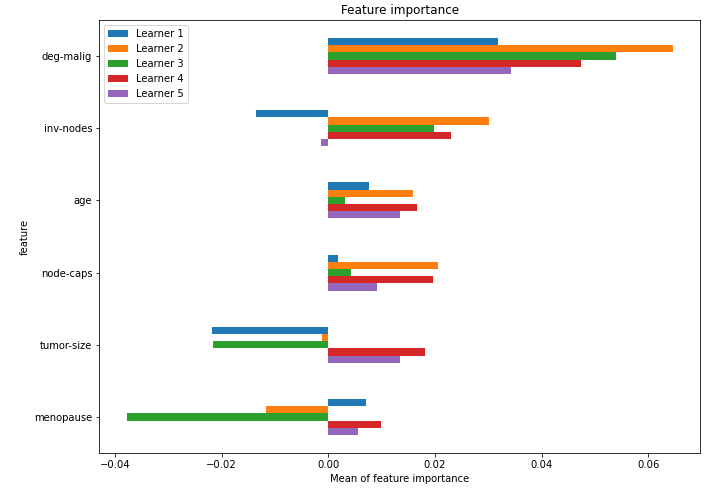 Feature importance
Learner 1
Learner 2
Learner 3
Learner 4
Learner 5
deg-malig
inv-nodes
age
node-caps
tumor-size
menopause
feature
−0.04 −0.02 0.00 0.02 0.04 0.06
Mean of feature importance